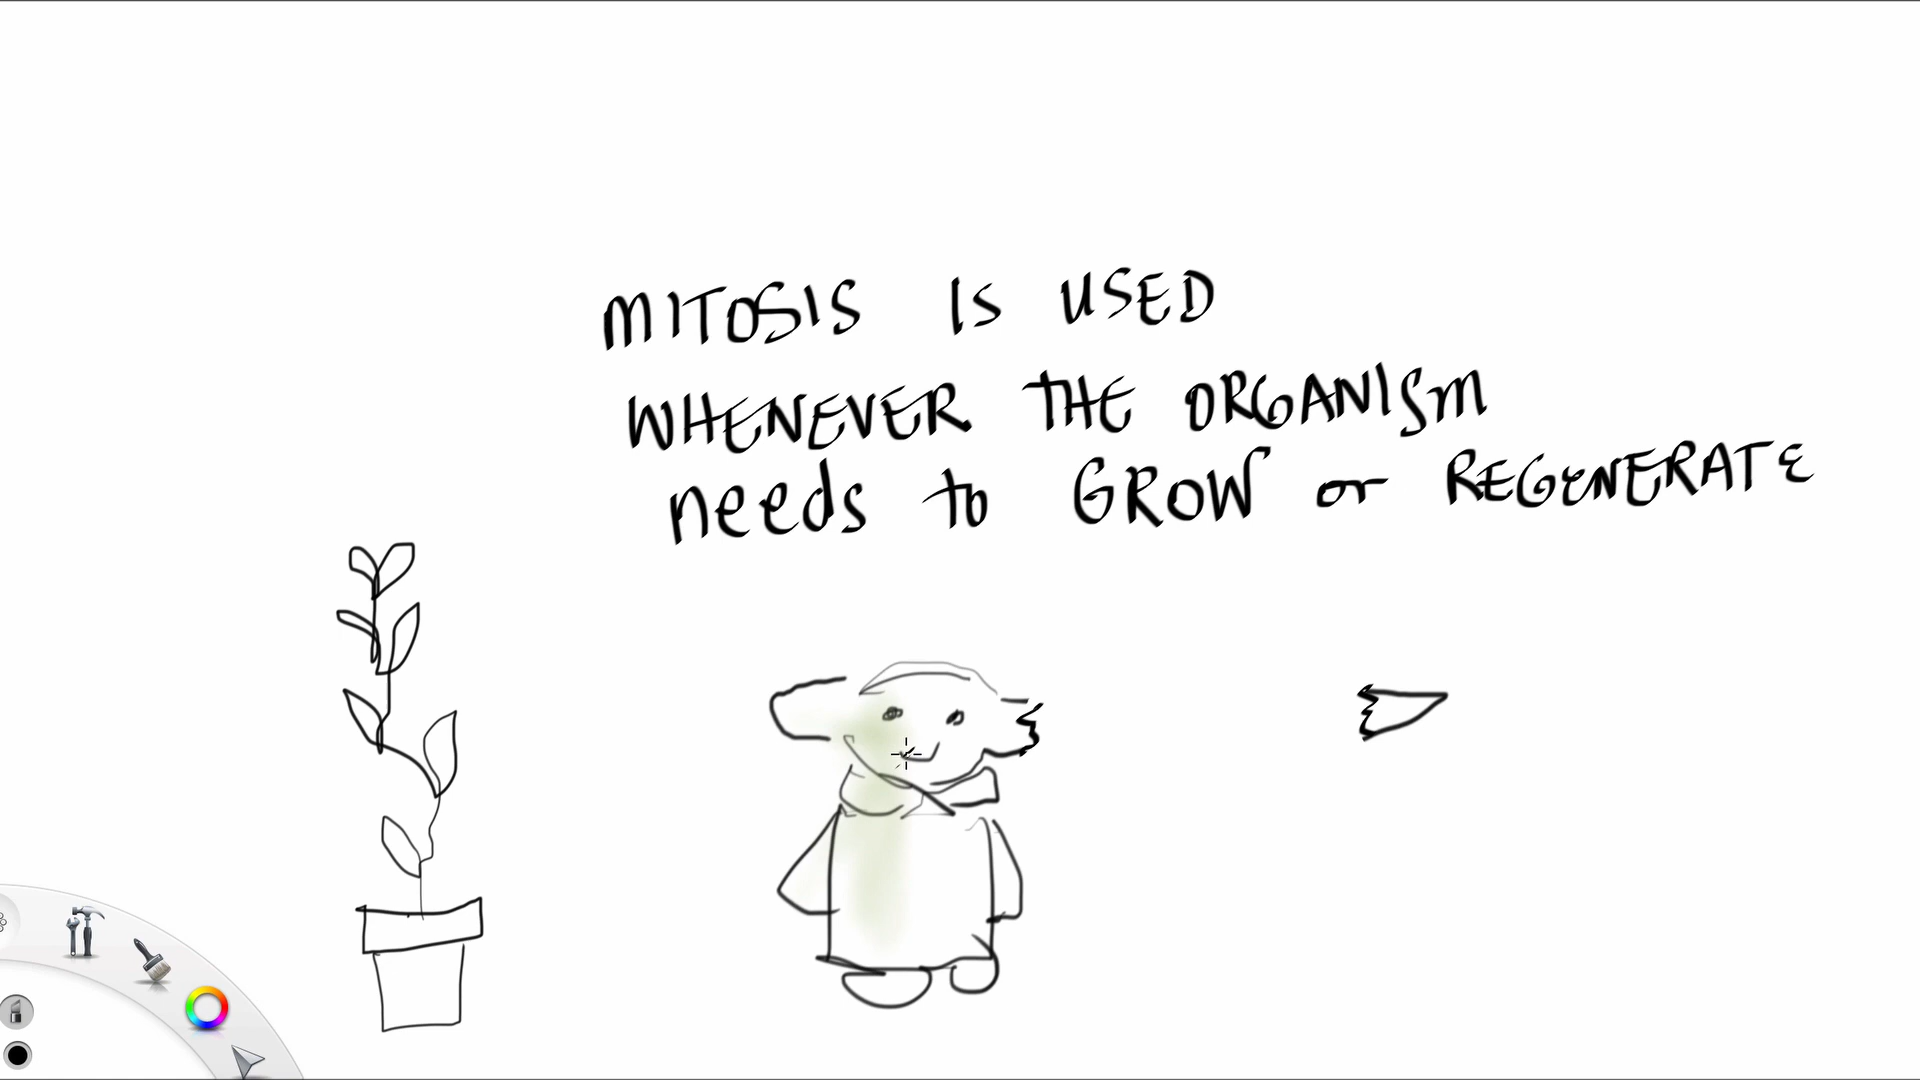 MITOSIS IS USED
WHENEVER THE ORGANISM
needs to GROW or REGENERATE